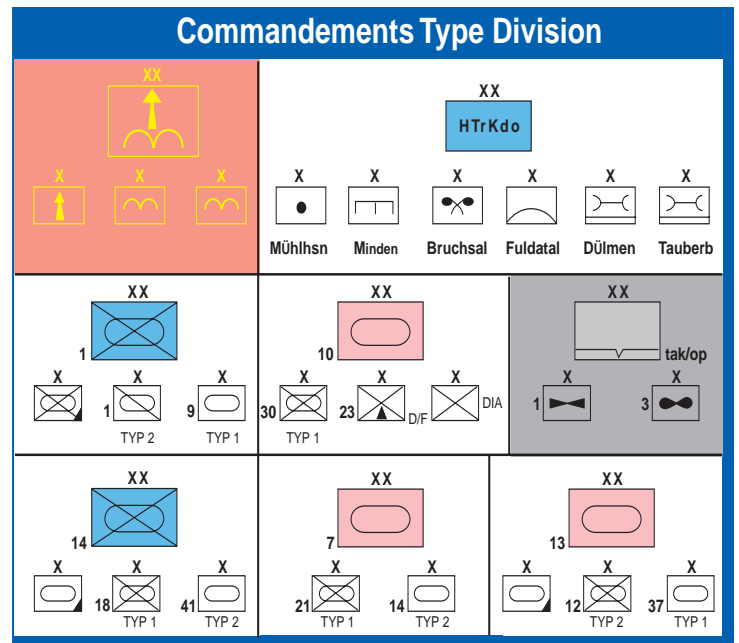 Commandements Type Division
XX
X X X
XX
HTrKdo
X X X X X X
Mühlhsn Minden Bruchsal Fuldatal Dülmen Tauberb
XX
1
X X X
1 9
TYP 2 TYP 1
XX
10
X X X
30 23 D/F DIA
TYP 1
XX
tak/op
X X
1 3
XX
14
X X X
18 41
TYP 1 TYP 2
XX
7
X X
21 14
TYP 1 TYP 2
XX
13
X X X
12 37
TYP 2 TYP 1